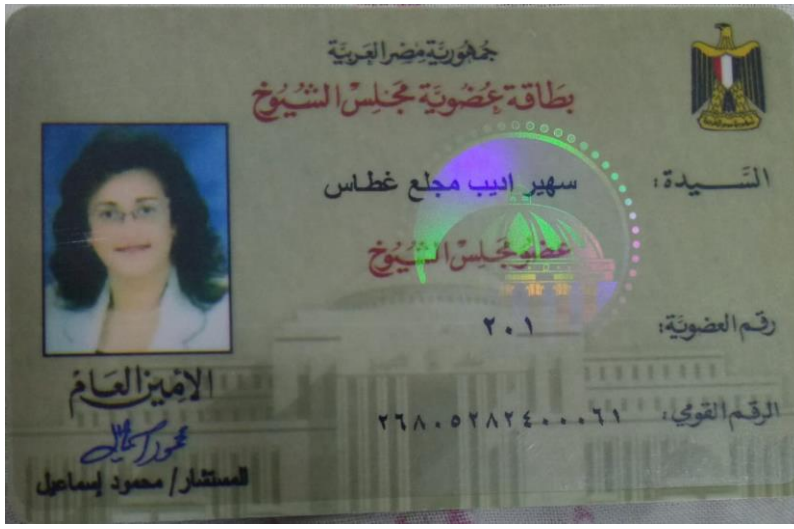 جمهورية مصر العربية
بطاقة عضوية مجلس الشيوخ
السيدة: سهير اديب مجلع غطاس
عضو مجلس الشيوخ
رقم العضوية: ٢٠١
الرقم القومي: ٢٦٨٠٥٢٨٢٤٠٠٠٦١
الأمين العام
المستشار / محمود إسماعيل